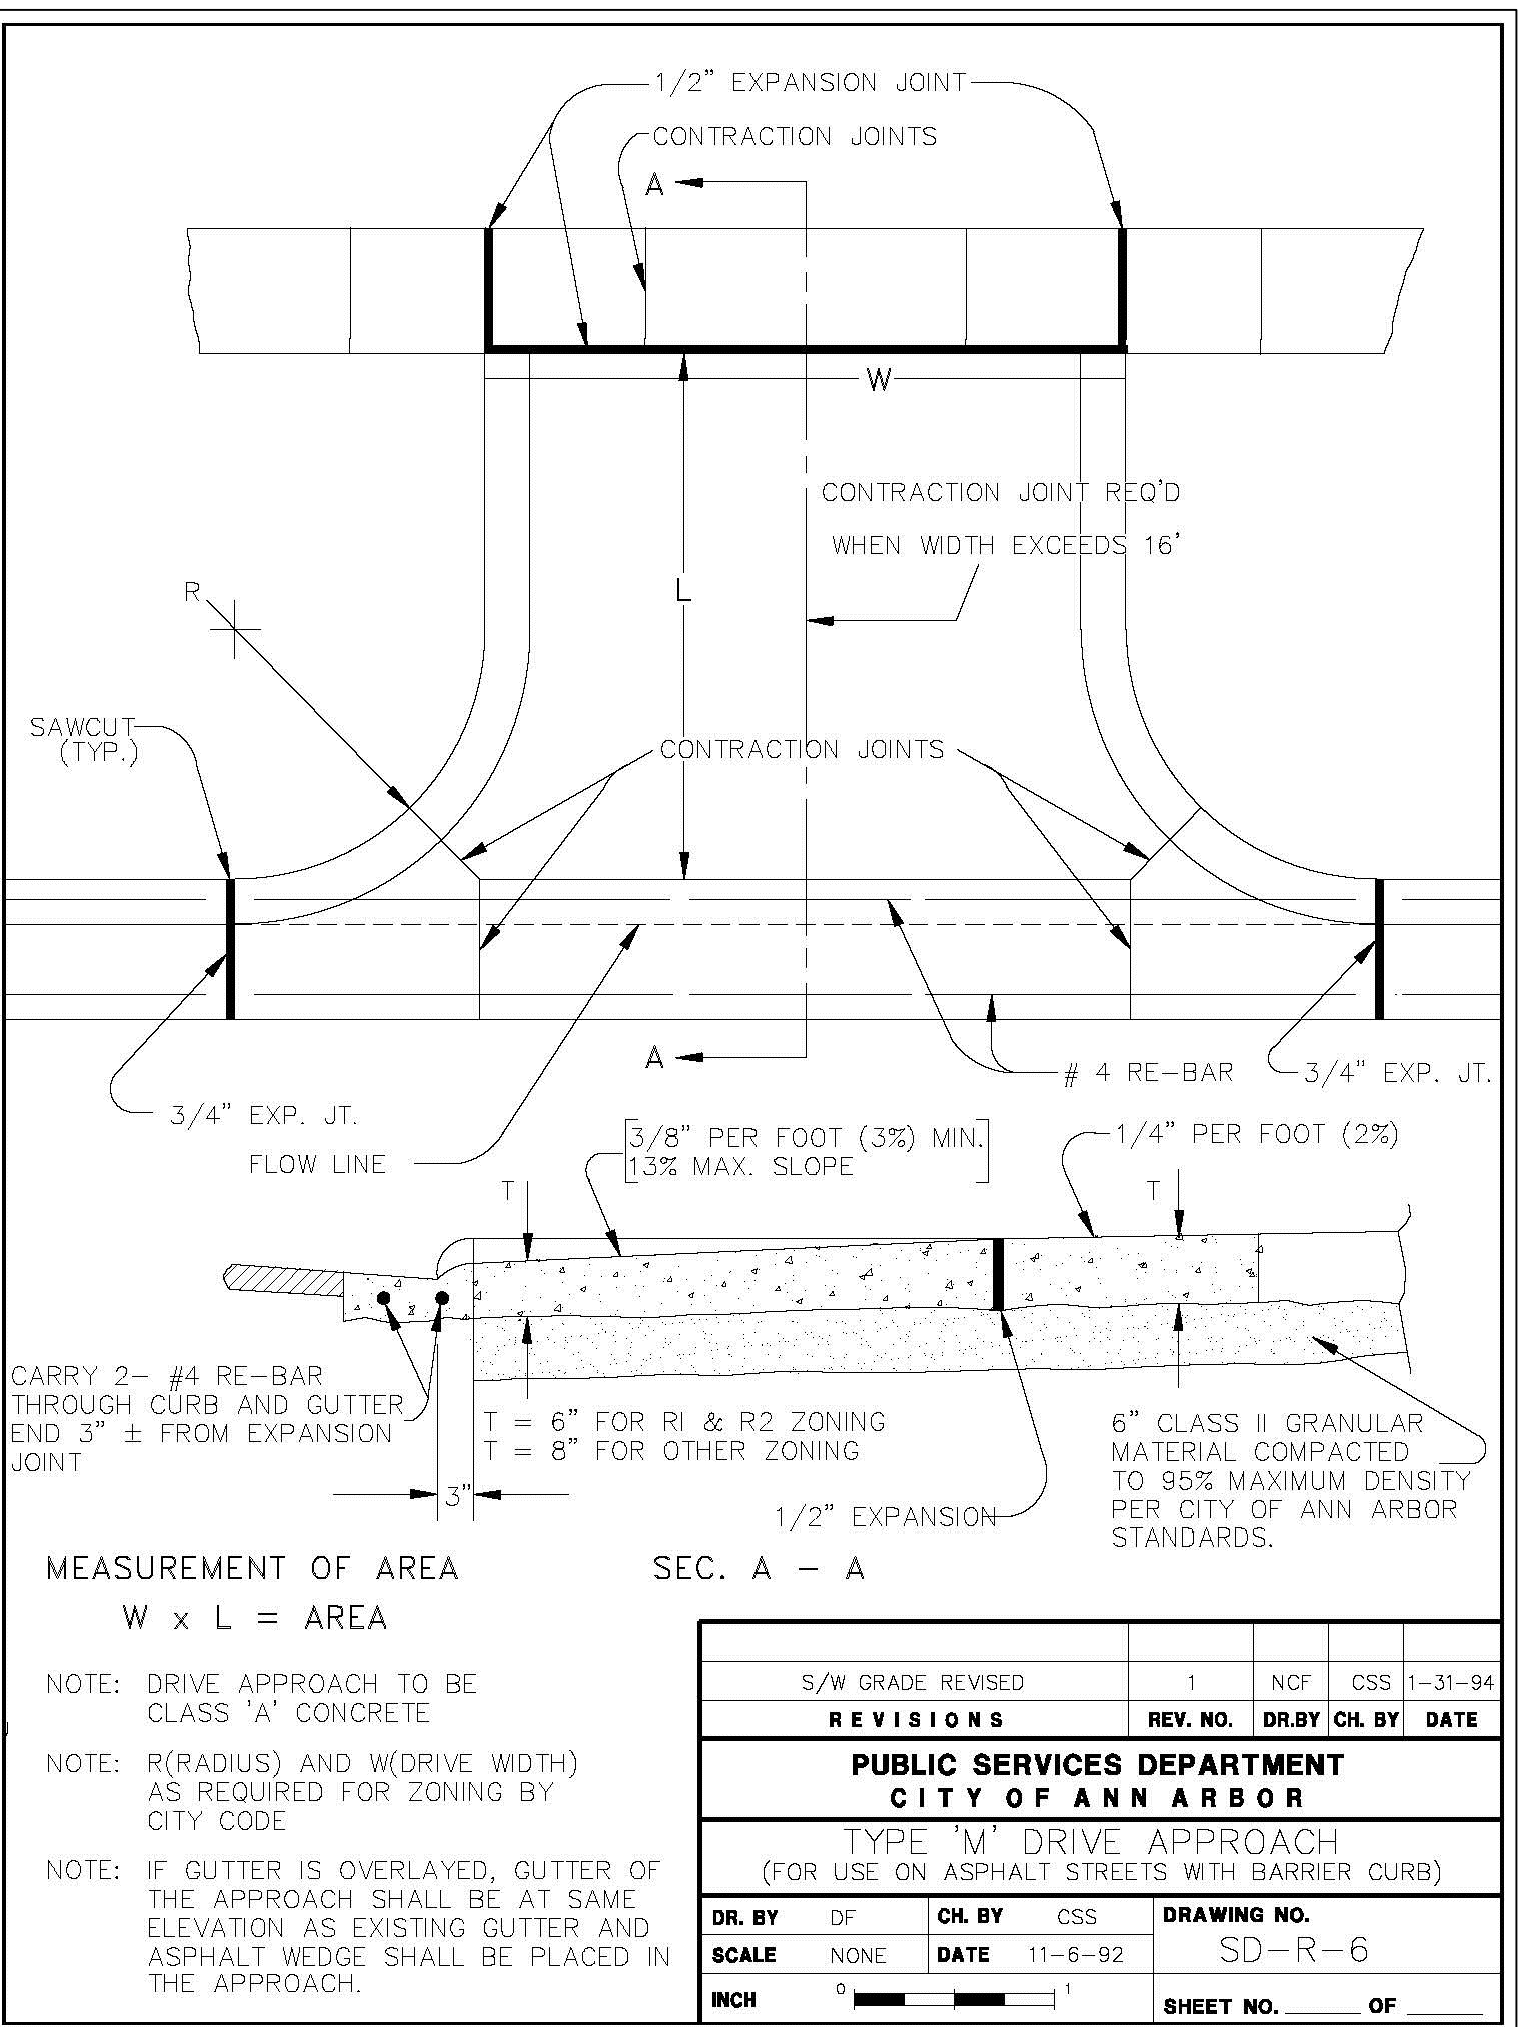 1/2" EXPANSION JOINT
CONTRACTION JOINTS
A
W
CONTRACTION JOINT REQ'D
WHEN WIDTH EXCEEDS 16'
R
L
SAWCUT
(TYP.)
CONTRACTION JOINTS
A
# 4 RE-BAR
3/4" EXP. JT.
3/4" EXP. JT.
FLOW LINE
3/8" PER FOOT (3%) MIN.
13% MAX. SLOPE
1/4" PER FOOT (2%)
T
T
CARRY 2- #4 RE-BAR
THROUGH CURB AND GUTTER
END 3" ± FROM EXPANSION
JOINT
T = 6" FOR R1 & R2 ZONING
T = 8" FOR OTHER ZONING
3"
1/2" EXPANSION
6" CLASS II GRANULAR
MATERIAL COMPACTED
TO 95% MAXIMUM DENSITY
PER CITY OF ANN ARBOR
STANDARDS.
MEASUREMENT OF AREA
W x L = AREA
SEC. A - A
NOTE: DRIVE APPROACH TO BE
CLASS 'A' CONCRETE
NOTE: R(RADIUS) AND W(DRIVE WIDTH)
AS REQUIRED FOR ZONING BY
CITY CODE
NOTE: IF GUTTER IS OVERLAYED, GUTTER OF
THE APPROACH SHALL BE AT SAME
ELEVATION AS EXISTING GUTTER AND
ASPHALT WEDGE SHALL BE PLACED IN
THE APPROACH.
S/W GRADE REVISED 1 NCF CSS 1-31-94
REVISIONS REV. NO. DR.BY CH. BY DATE
PUBLIC SERVICES DEPARTMENT
CITY OF ANN ARBOR
TYPE 'M' DRIVE APPROACH
(FOR USE ON ASPHALT STREETS WITH BARRIER CURB)
DR. BY DF CH. BY CSS DRAWING NO.
SCALE NONE DATE 11-6-92 SD-R-6
INCH 0 1
SHEET NO. ______ OF ______